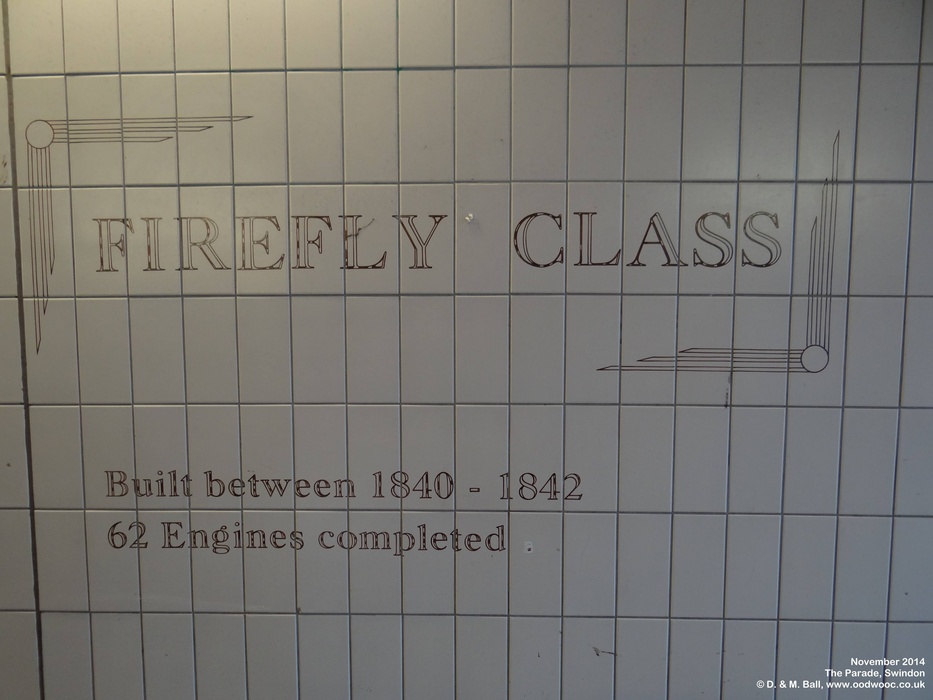 FIREFLY CLASS
Built between 1840 - 1842
62 Engines completed
November 2014
The Parade, Swindon
© D. & M. Ball, www.oodwooc.co.uk